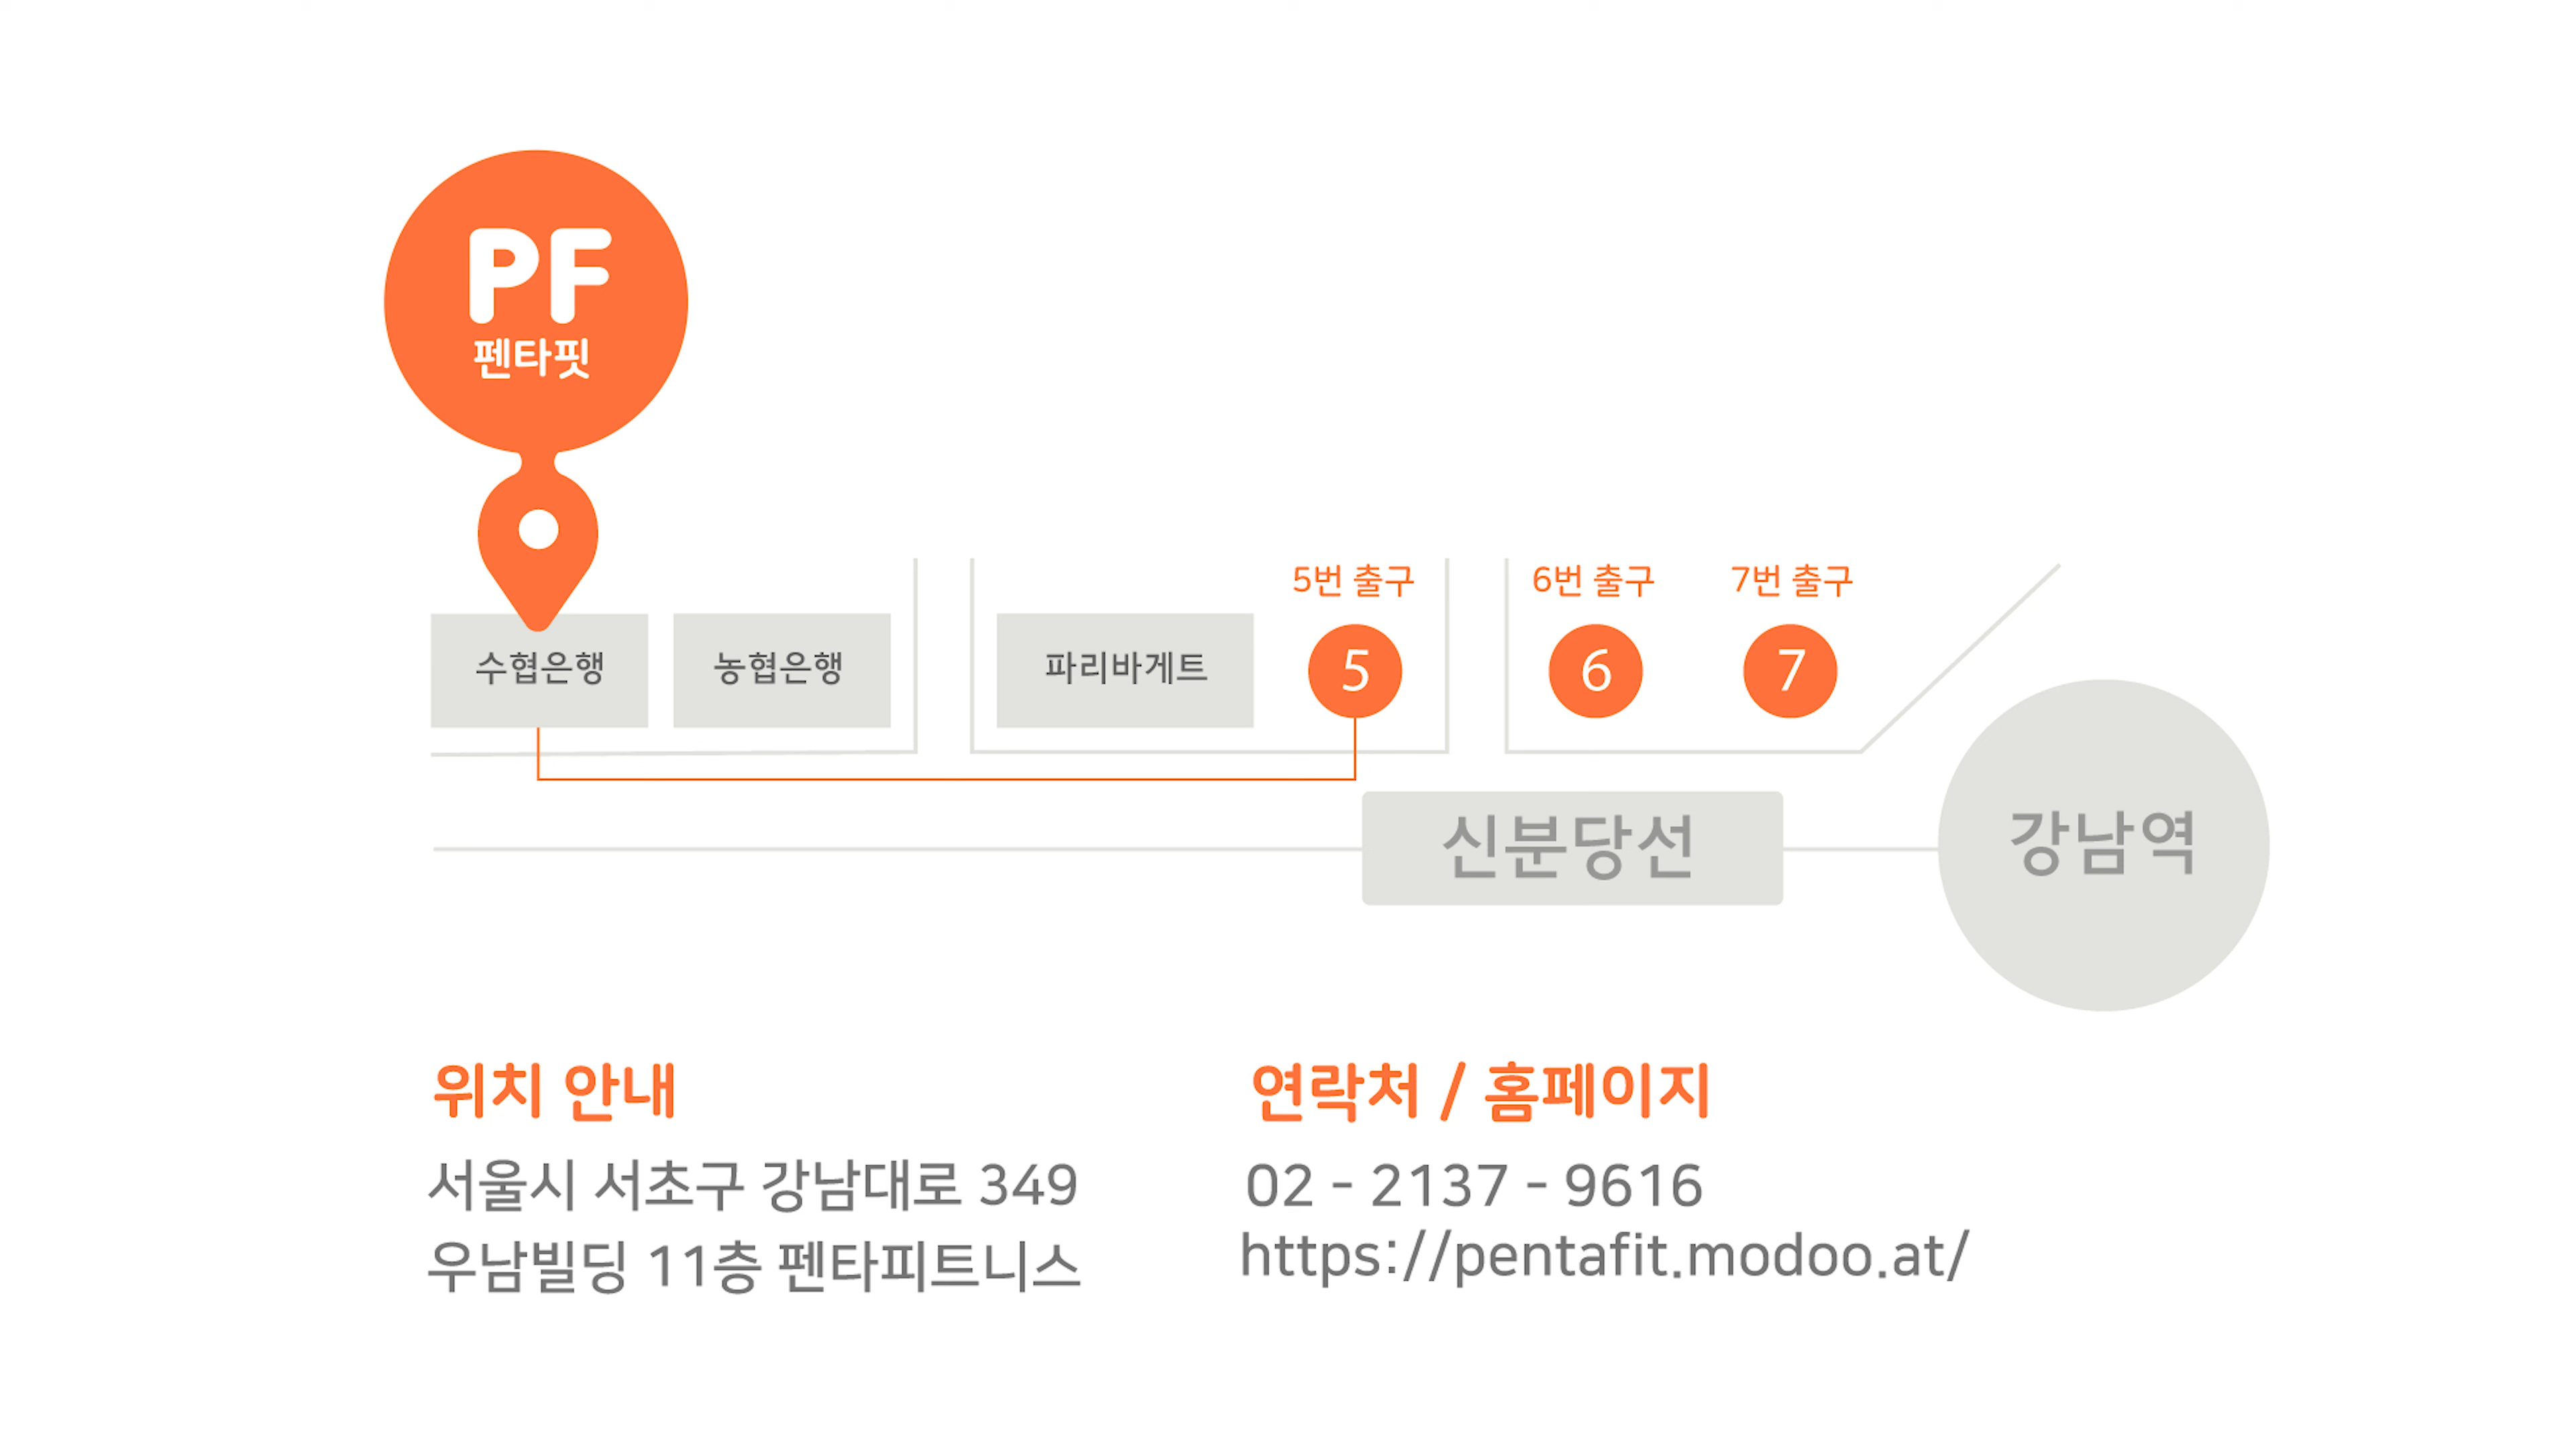 PF
펜타핏
5번 출구
6번 출구
7번 출구
수협은행
농협은행
파리바게트
5
6
7
신분당선
강남역
위치 안내
서울시 서초구 강남대로 349
우남빌딩 11층 펜타피트니스
연락처 / 홈페이지
02 - 2137 - 9616
https://pentafit.modoo.at/